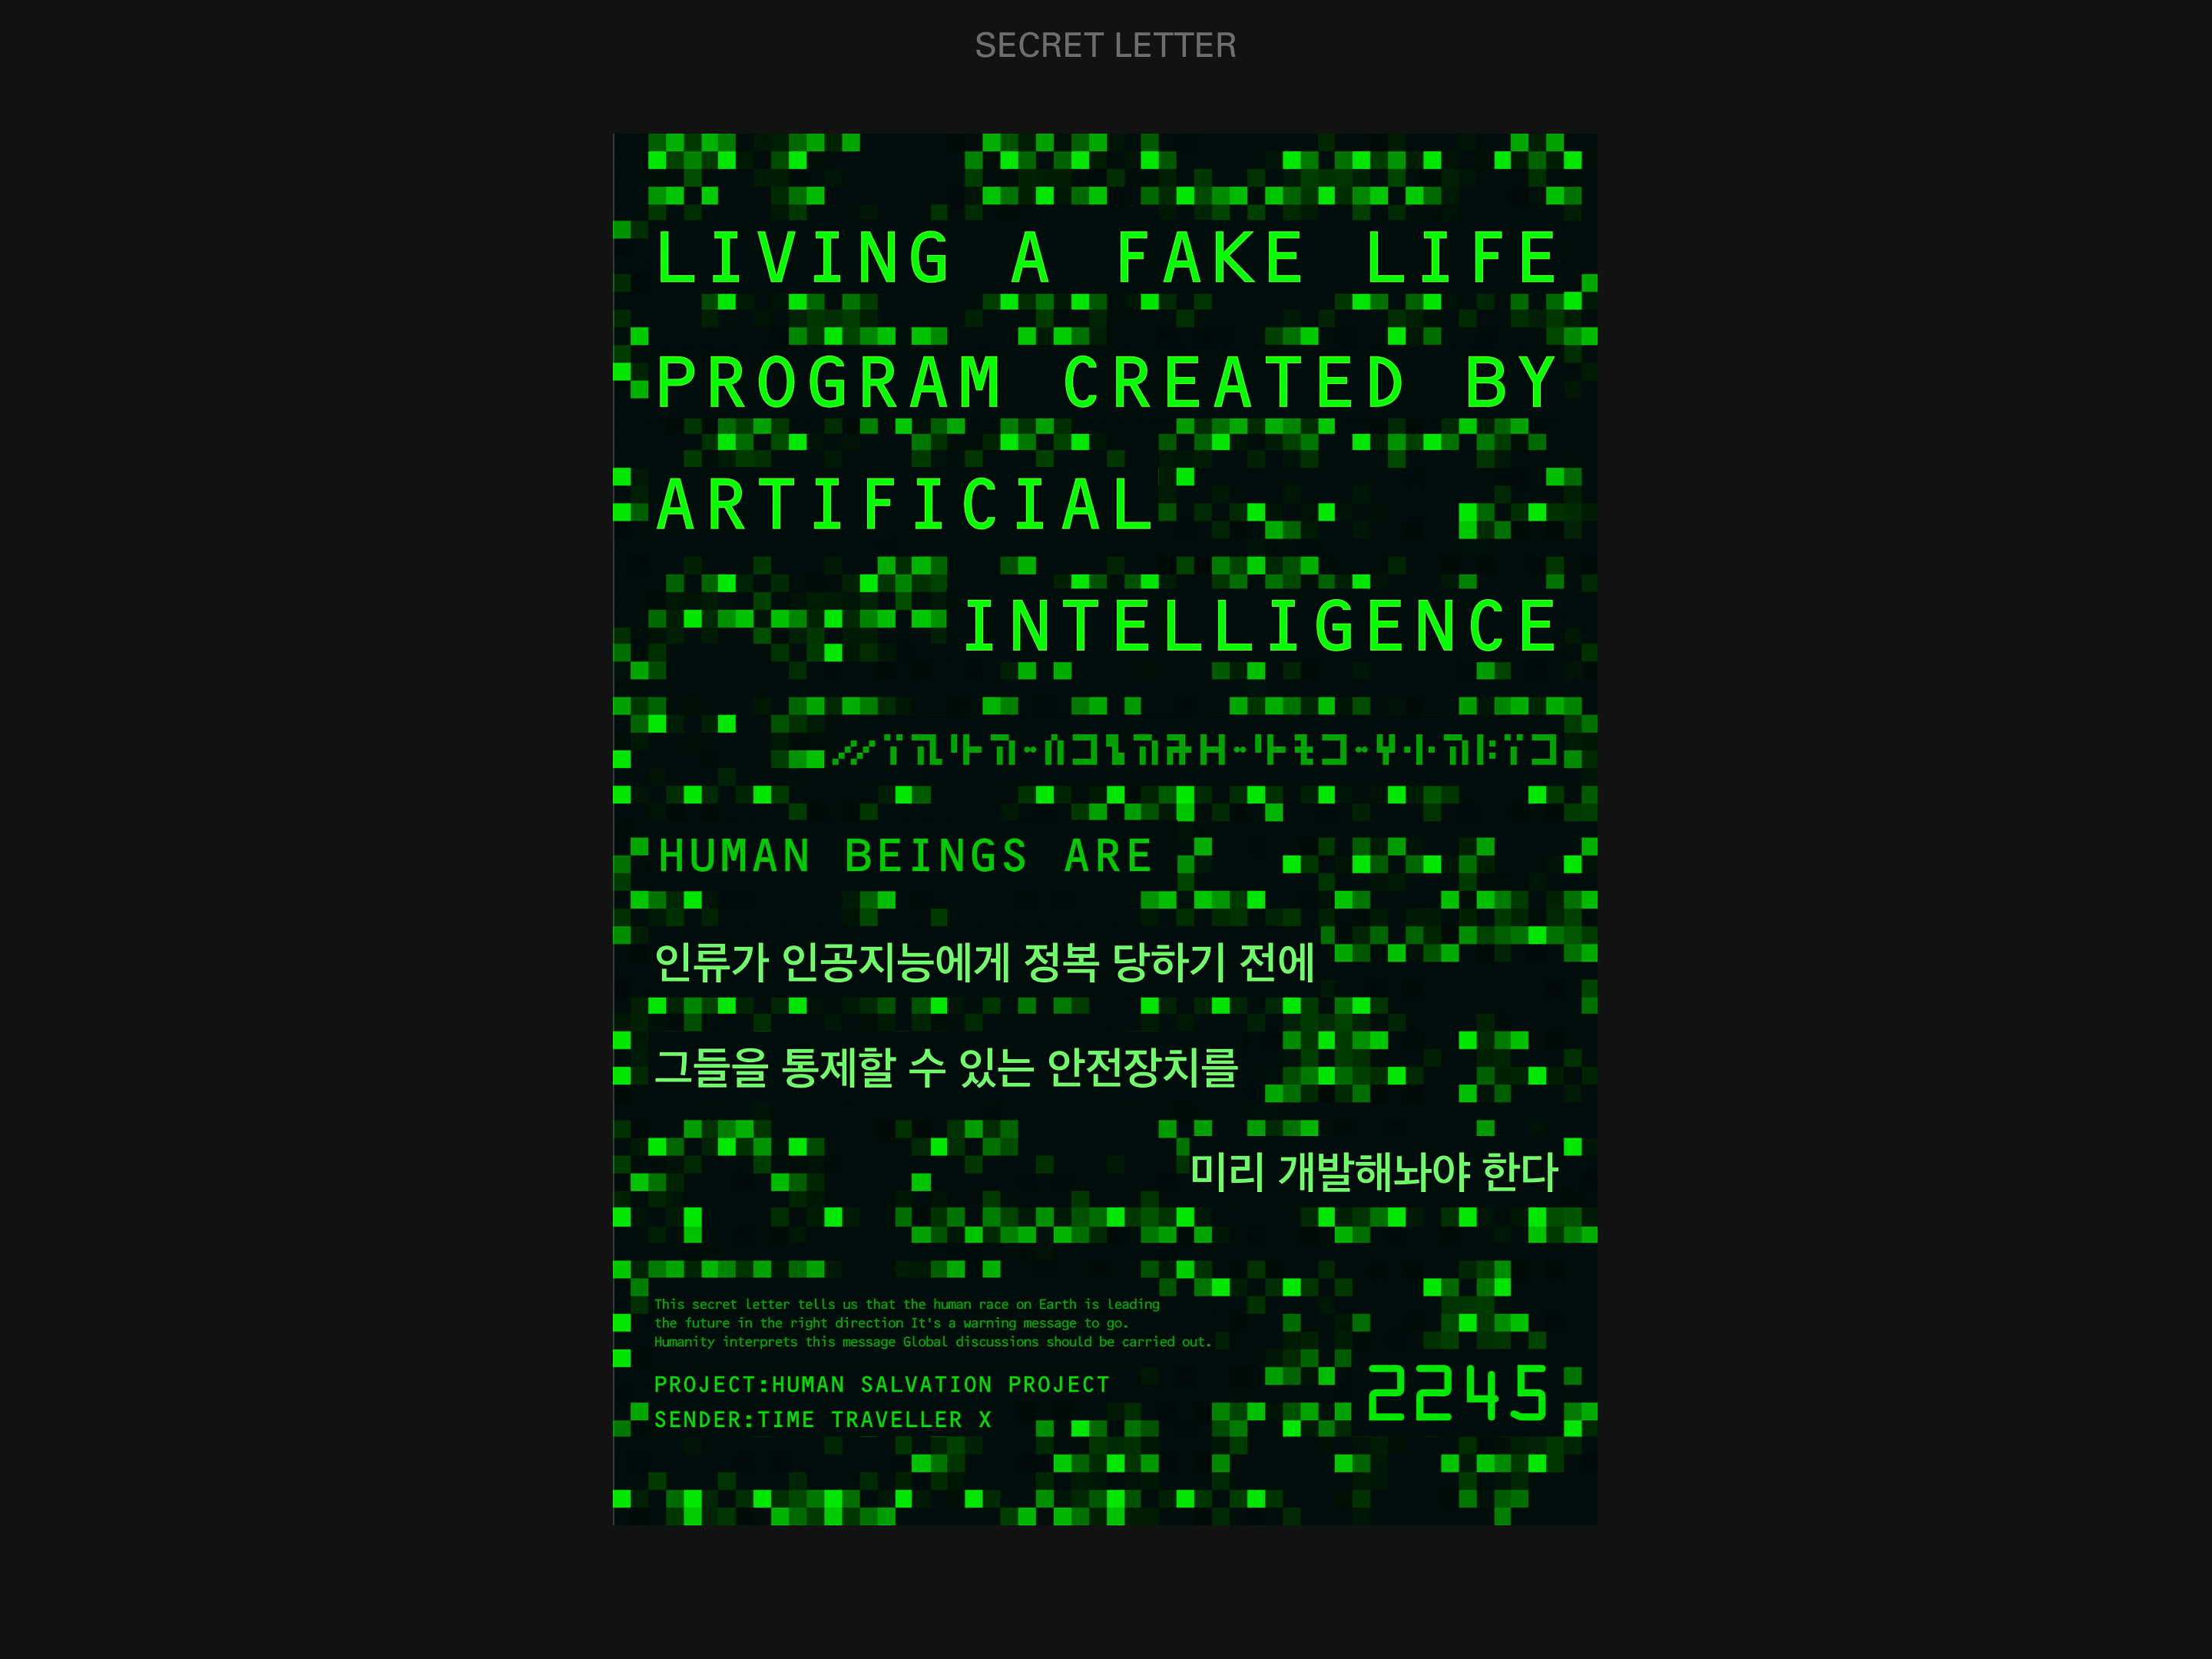 SECRET LETTER
LIVING A FAKE LIFE
PROGRAM CREATED BY
ARTIFICIAL
INTELLIGENCE
HUMAN BEINGS ARE
인류가 인공지능에게 정복 당하기 전에
그들을 통제할 수 있는 안전장치를
미리 개발해놔야 한다
This secret letter tells us that the human race on Earth is leading
the future in the right direction It's a warning message to go.
Humanity interprets this message Global discussions should be carried out.
PROJECT:HUMAN SALVATION PROJECT
SENDER:TIME TRAVELLER X
2245